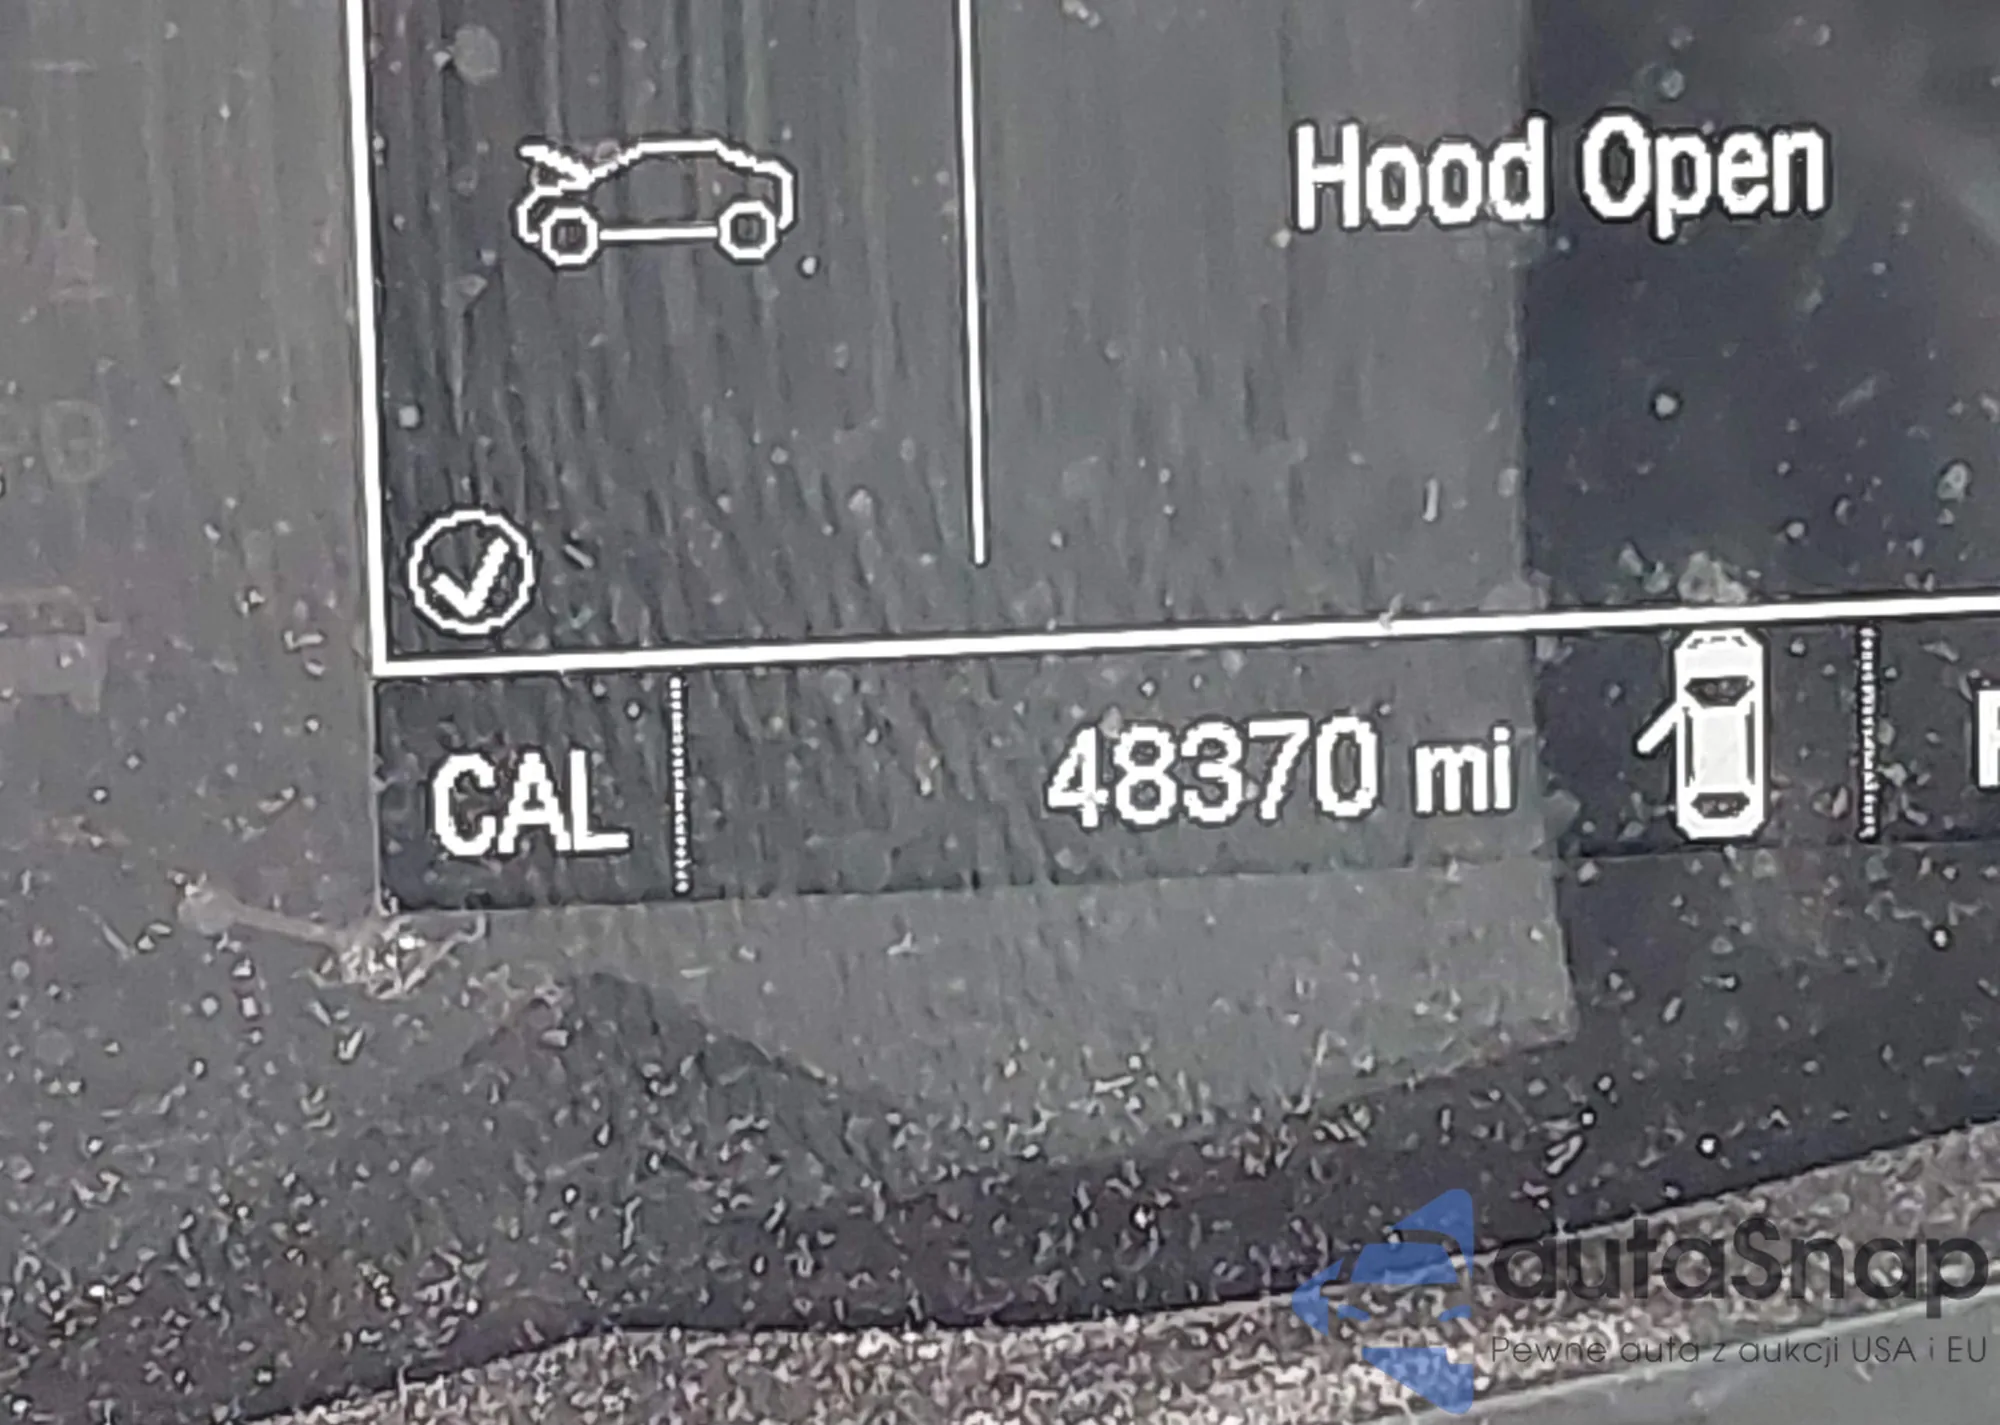 Hood Open
CAL
48370 mi
autaSnap
Pewne auta z aukcji USA i EU